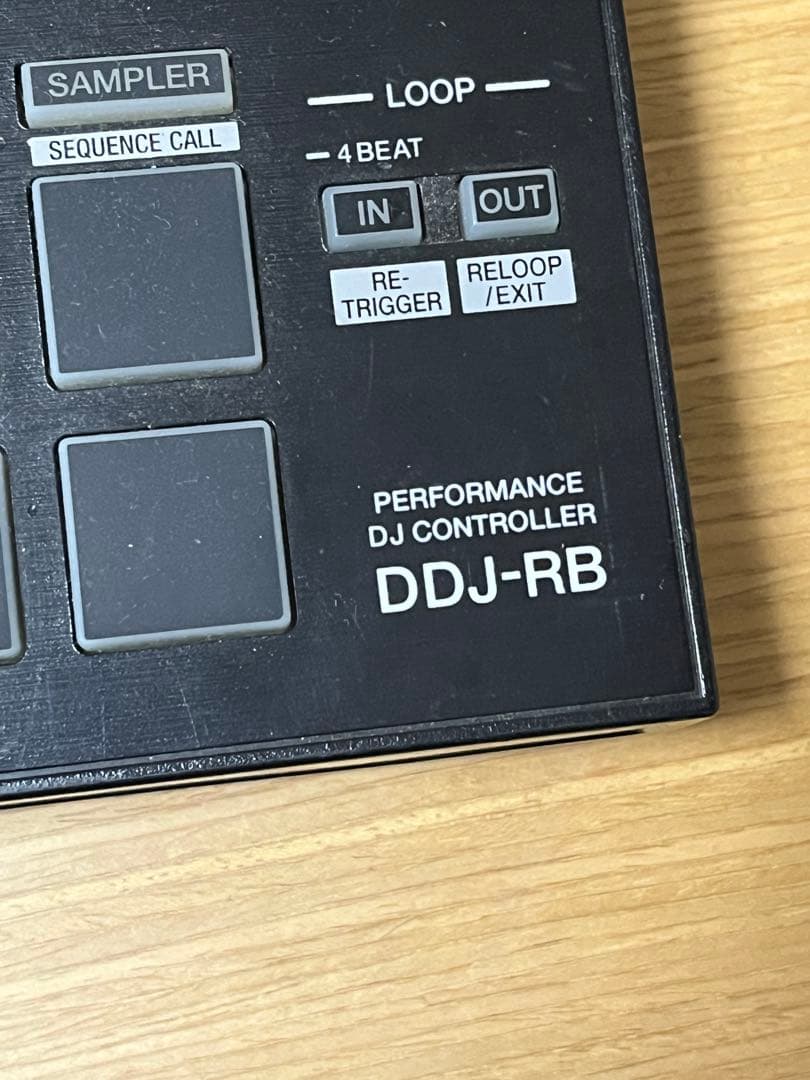 SAMPLER
SEQUENCE CALL
LOOP
4 BEAT
IN
OUT
RE-
TRIGGER
RELOOP
/EXIT
PERFORMANCE
DJ CONTROLLER
DDJ-RB